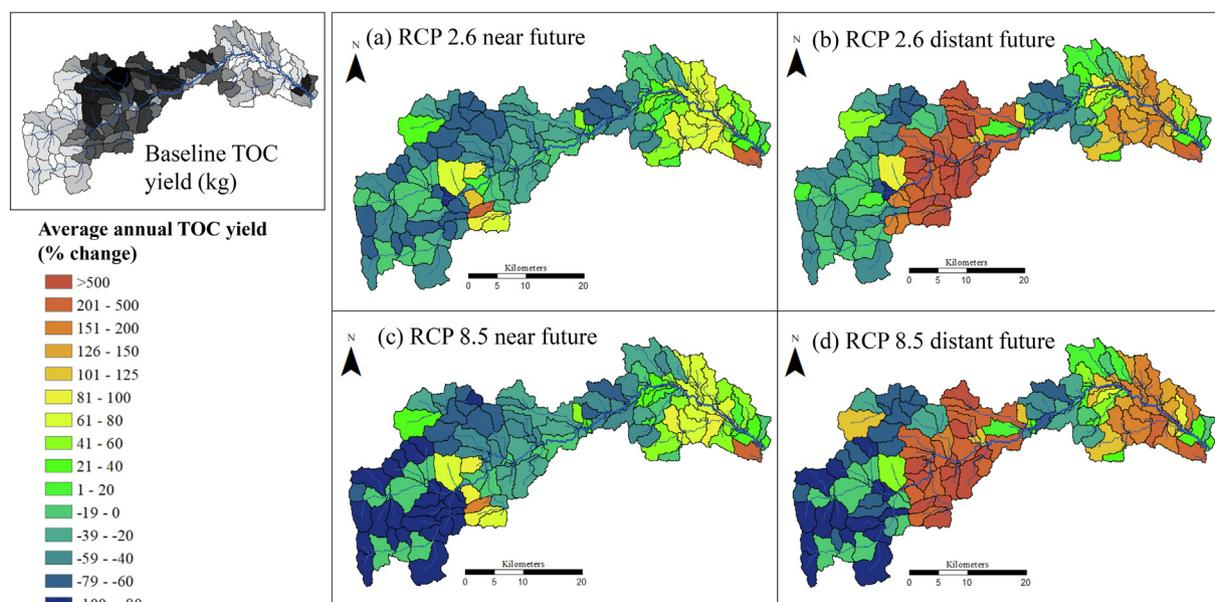 Baseline TOC
yield (kg)
Average annual TOC yield
(% change)
>500
201 - 500
151 - 200
126 - 150
101 - 125
81 - 100
61 - 80
41 - 60
21 - 40
1 - 20
-19 - 0
-39 - -20
-59 - -40
-79 - -60
(a) RCP 2.6 near future
N
Kilometers
0 5 10 20
(b) RCP 2.6 distant future
N
Kilometers
0 5 10 20
(c) RCP 8.5 near future
N
Kilometers
0 5 10 20
(d) RCP 8.5 distant future
N
Kilometers
0 5 10 20